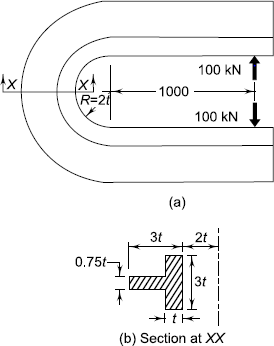 100 kN
X X
R=2t
1000
100 kN
(a)
3t 2t
0.75t
3t
t
(b) Section at XX